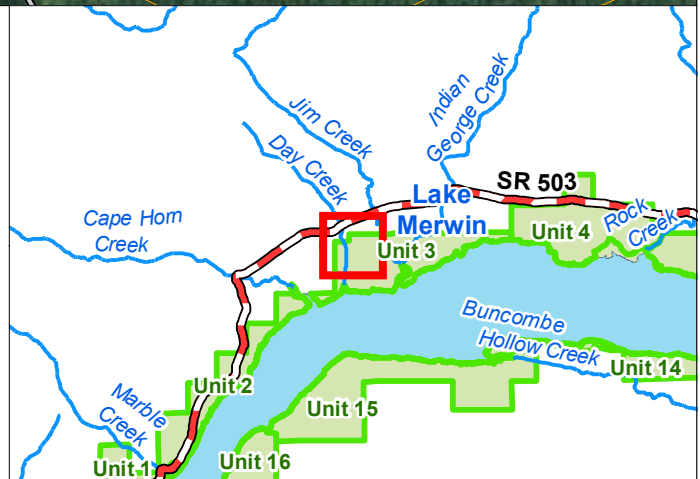 Indian
George Creek
Jim Creek
Day Creek
SR 503
Lake
Merwin
Cape Horn
Creek
Unit 3
Unit 4
Rock
Creek
Buncombe
Hollow Creek
Unit 14
Unit 2
Marble
Creek
Unit 15
Unit 1
Unit 16